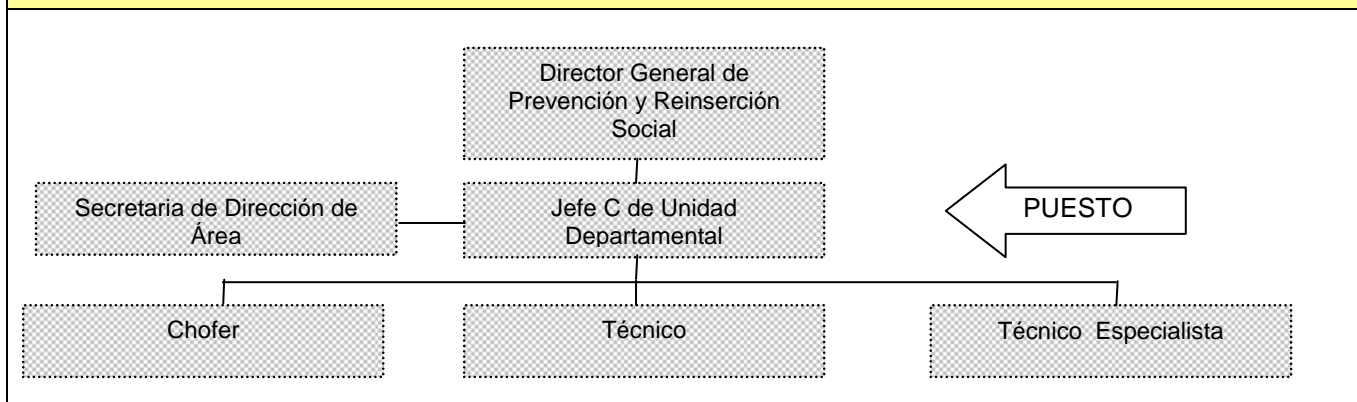 Director General de
Prevención y Reinserción
Social
Secretaria de Dirección de
Área
Jefe C de Unidad
Departamental
PUESTO
Chofer
Técnico
Técnico Especialista